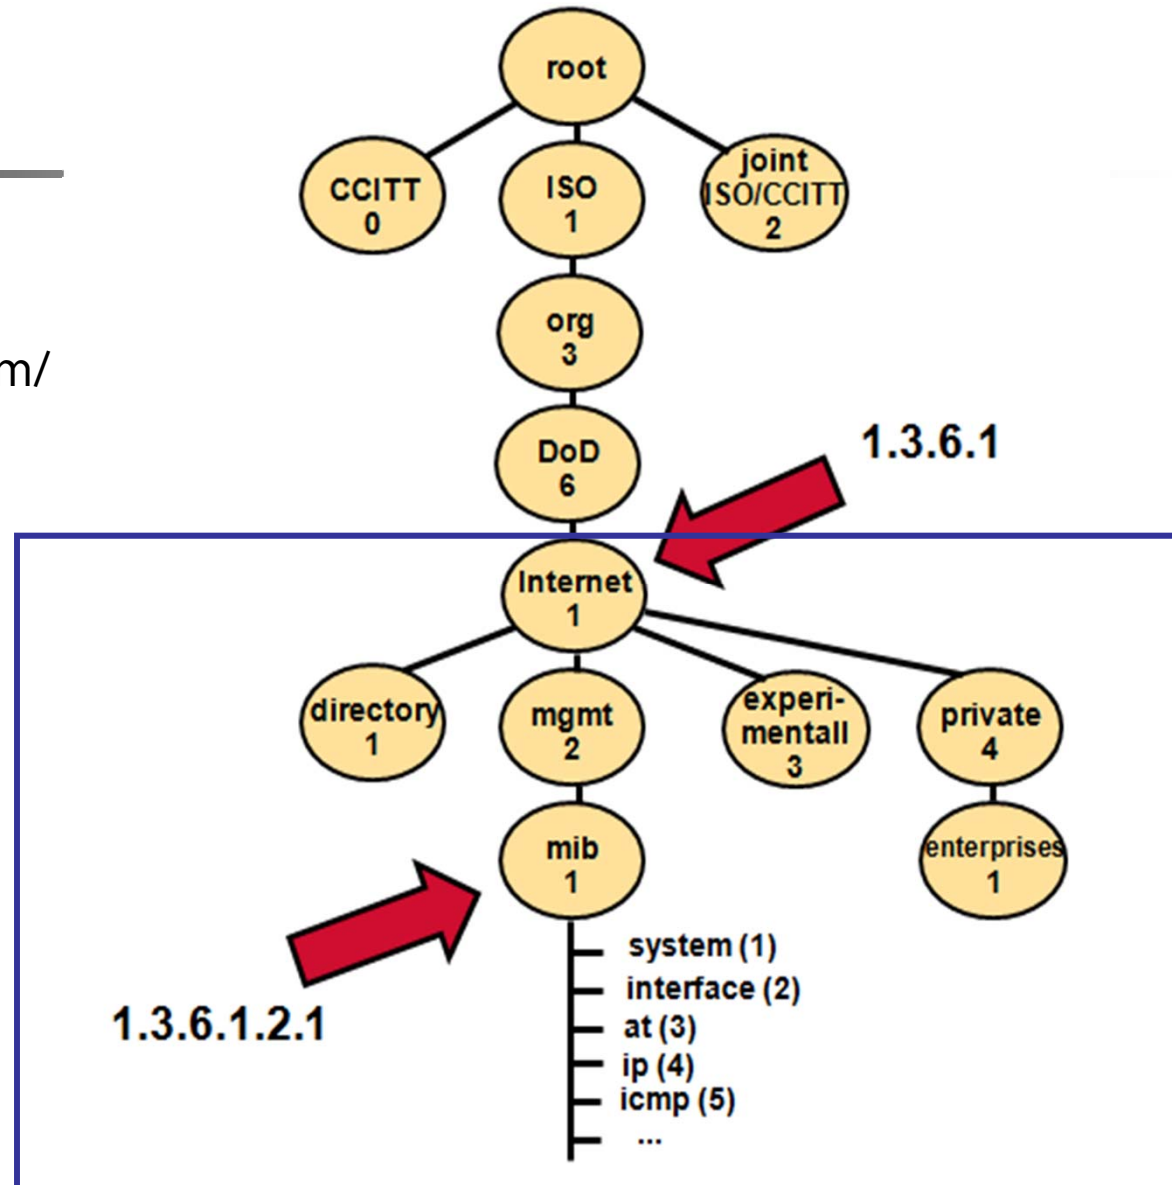 root
CCITT
0
ISO
1
joint
ISO/CCITT
2
org
3
m/
DoD
6
1.3.6.1
Internet
1
directory
1
mgmt
2
experi-
mentall
3
private
4
mib
1
enterprises
1
system (1)
interface (2)
at (3)
ip (4)
icmp (5)
...
1.3.6.1.2.1